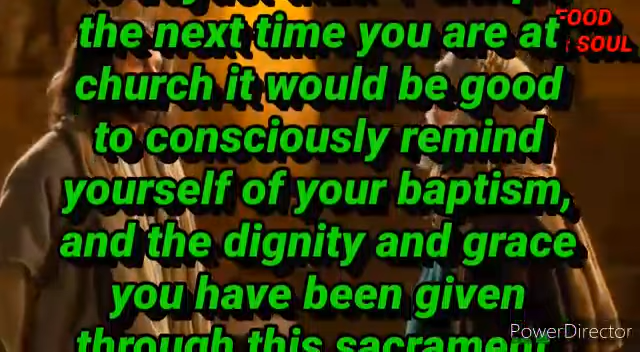 the next time you are at
church it would be good
to consciously remind
yourself of your baptism,
and the dignity and grace
you have been given
through this sacrament
FOOD
SOUL
PowerDirector